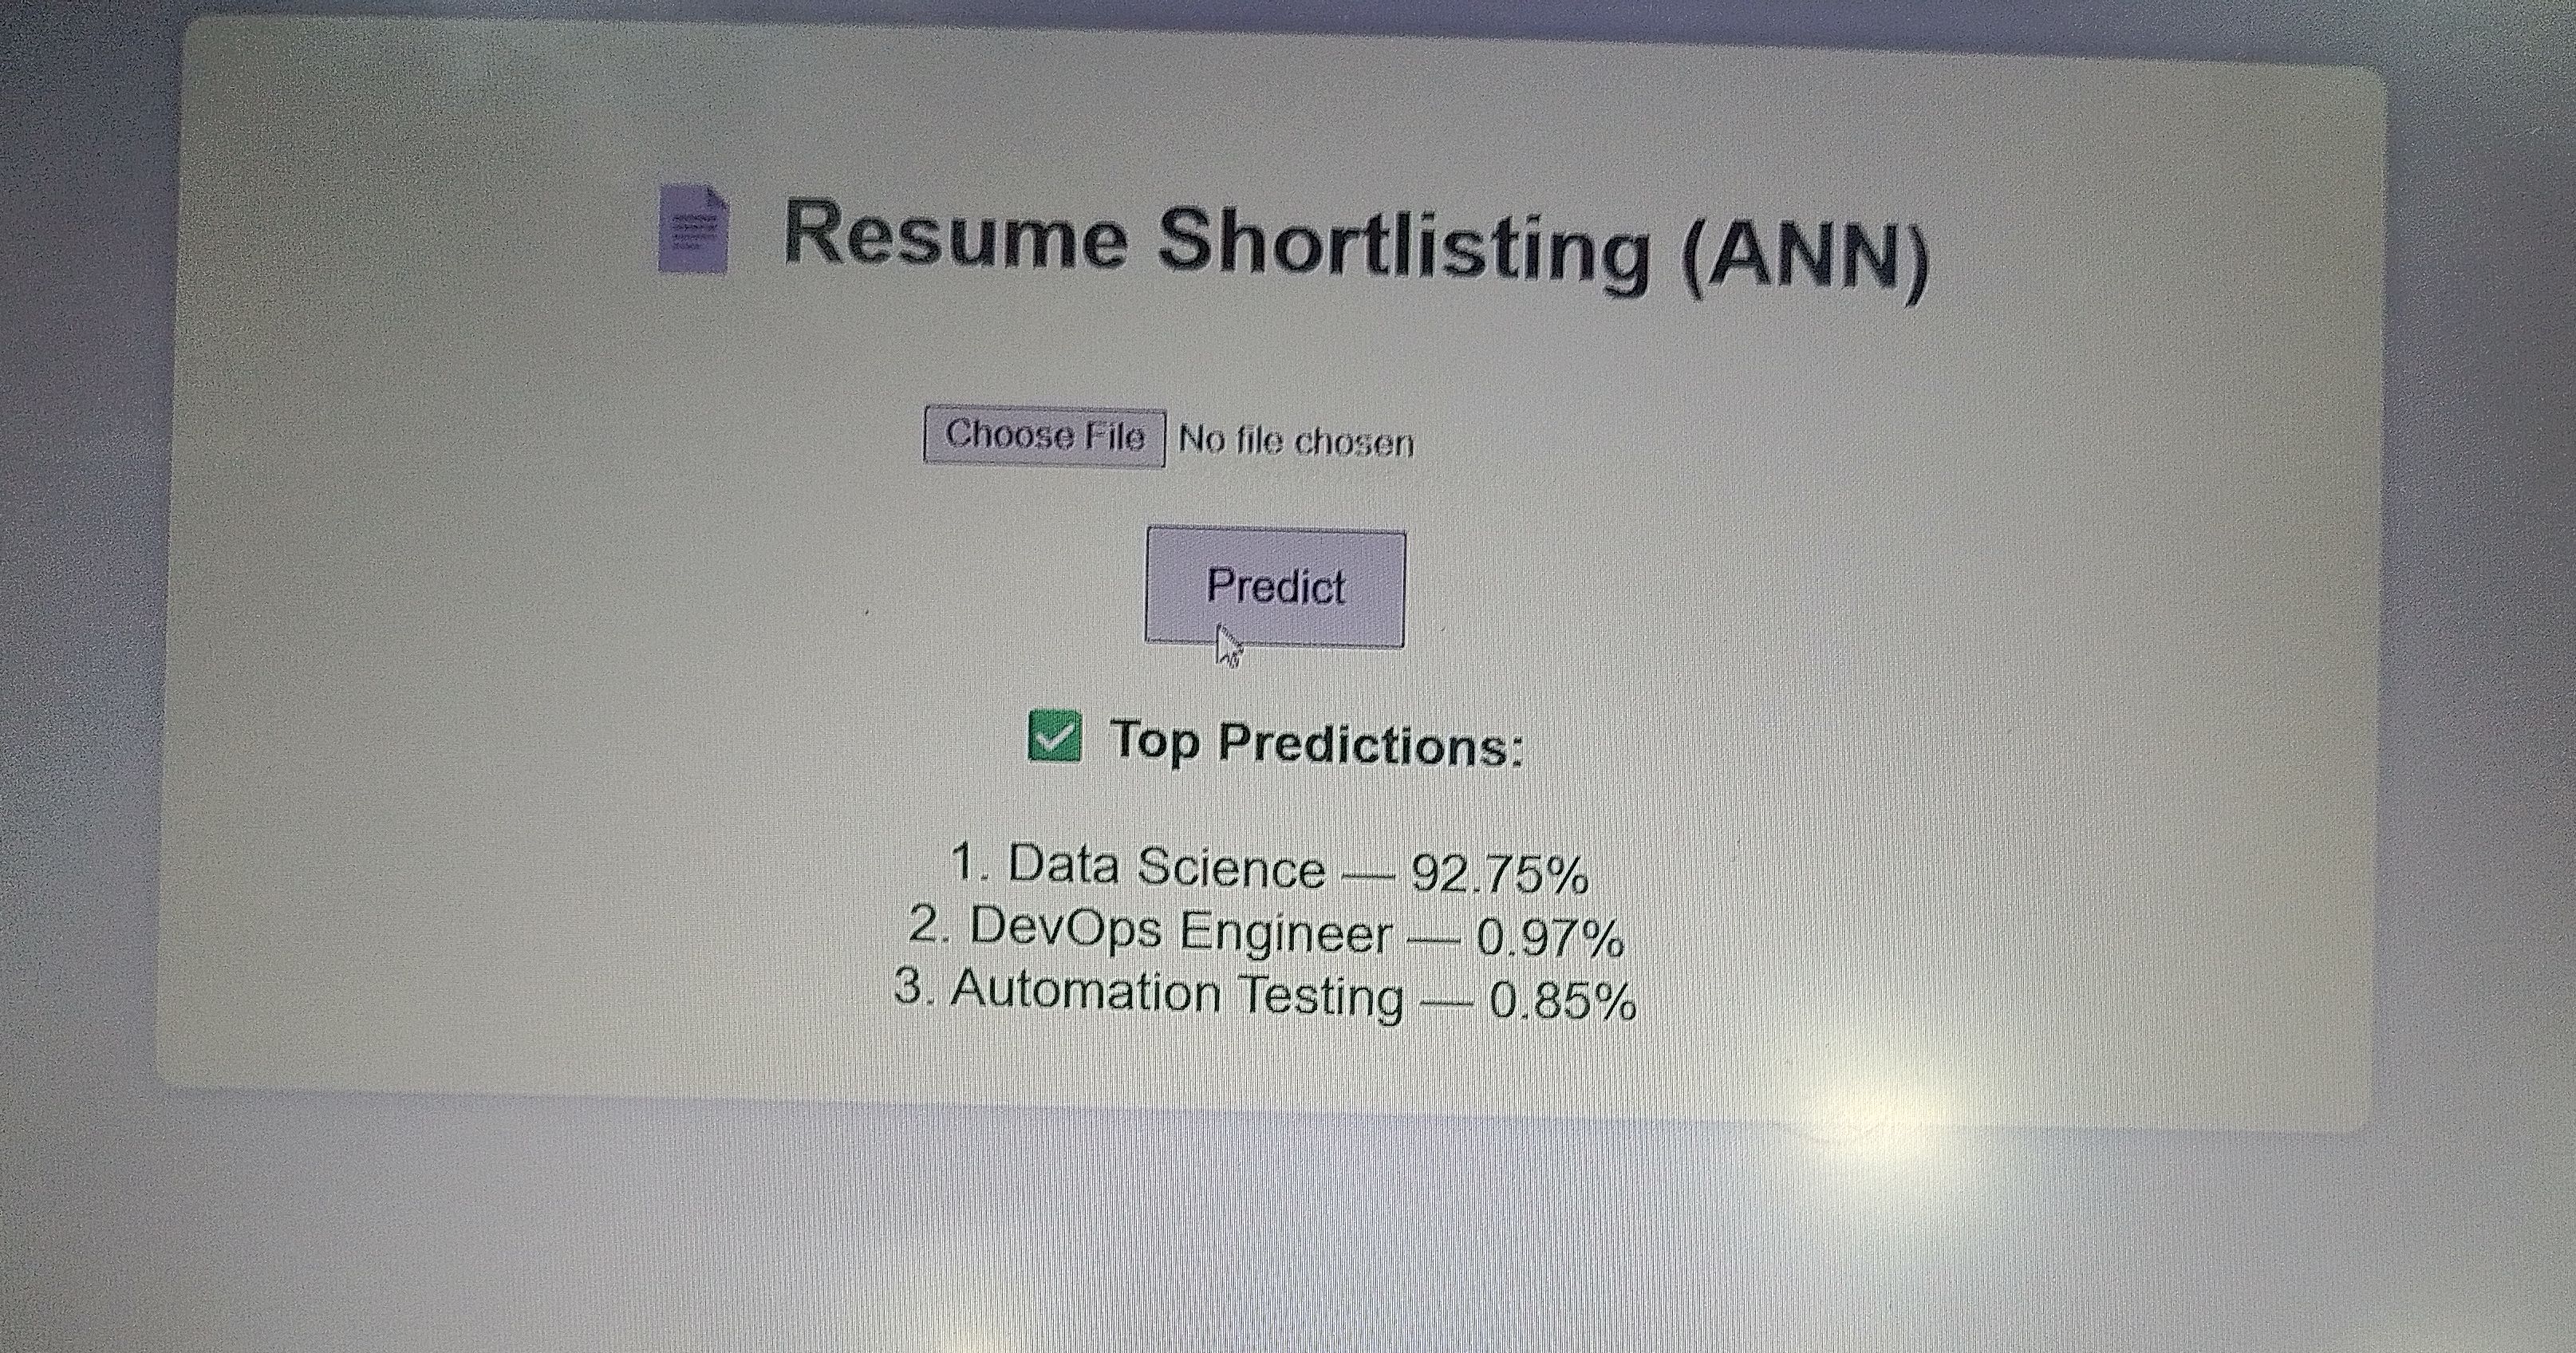 Resume Shortlisting (ANN)
Choose File No file chosen
Predict
Top Predictions:
1. Data Science — 92.75%
2. DevOps Engineer — 0.97%
3. Automation Testing — 0.85%